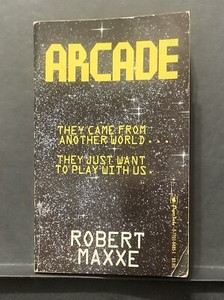 ARCADE
THEY CAME FROM
ANOTHER WORLD . . .
THEY JUST WANT
TO PLAY WITH US.
ROBERT
MAXXE